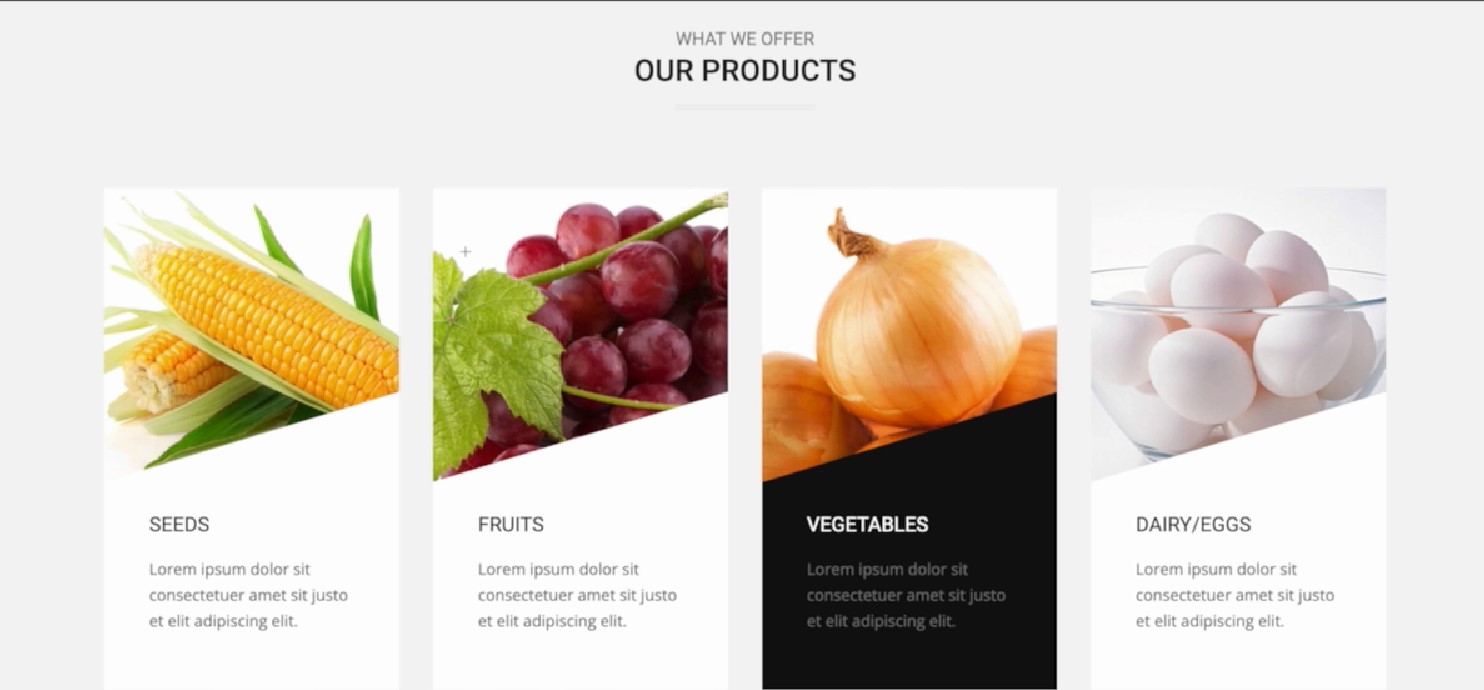 WHAT WE OFFER
OUR PRODUCTS
SEEDS
Lorem ipsum dolor sit
consectetuer amet sit justo
et elit adipiscing elit.
FRUITS
Lorem ipsum dolor sit
consectetuer amet sit justo
et elit adipiscing elit.
VEGETABLES
Lorem ipsum dolor sit
consectetuer amet sit justo
et elit adipiscing elit.
DAIRY/EGGS
Lorem ipsum dolor sit
consectetuer amet sit justo
et elit adipiscing elit.